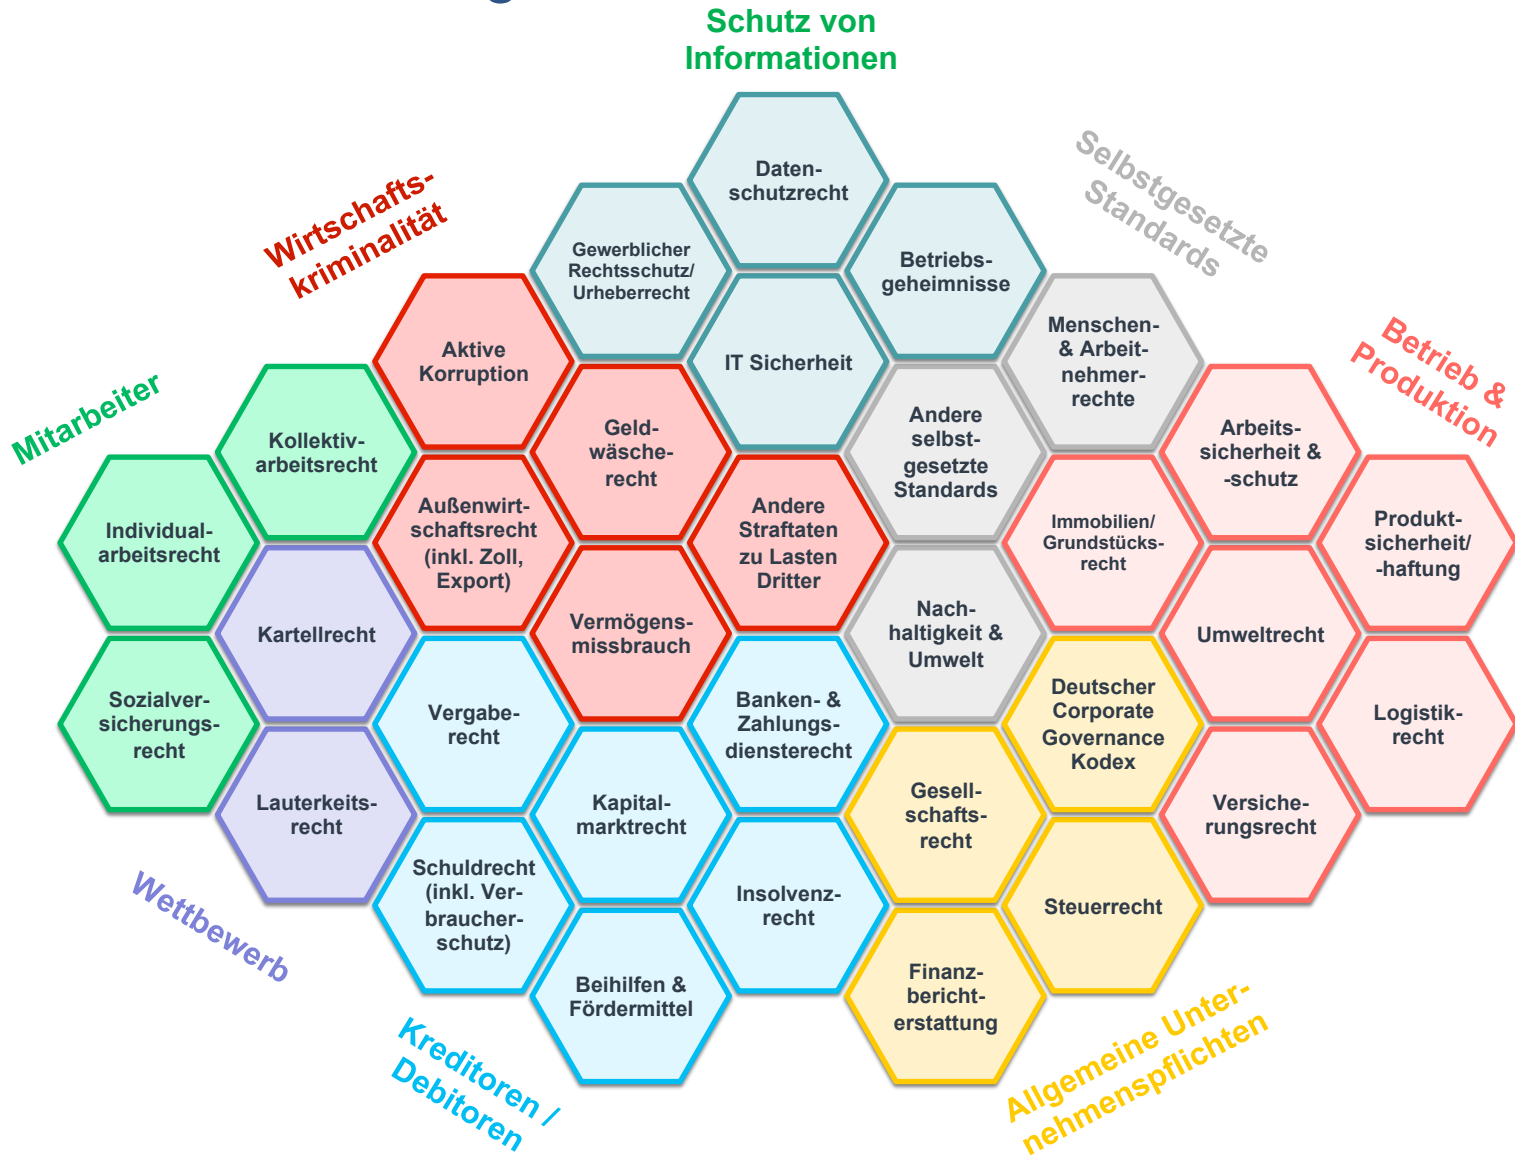 Schutz von
Informationen
Daten-
schutzrecht
Gewerblicher
Rechtsschutz/
Urheberrecht
Betriebs-
geheimnisse
IT Sicherheit
Wirtschafts-
kriminalität
Aktive
Korruption
Geld-
wäsche-
recht
Außenwirt-
schaftsrecht
(inkl. Zoll,
Export)
Andere
Straftaten
zu Lasten
Dritter
Vermögens-
missbrauch
Selbstgesetzte
Standards
Menschen-
& Arbeit-
nehmer-
rechte
Andere
selbst-
gesetzte
Standards
Nach-
haltigkeit &
Umwelt
Betrieb &
Produktion
Arbeits-
sicherheit &
-schutz
Immobilien/
Grundstücks-
recht
Produkt-
sicherheit/
-haftung
Umweltrecht
Logistik-
recht
Versiche-
rungsrecht
Mitarbeiter
Kollektiv-
arbeitsrecht
Individual-
arbeitsrecht
Sozialver-
sicherungs-
recht
Kartellrecht
Lauterkeits-
recht
Wettbewerb
Vergabe-
recht
Banken- &
Zahlungs-
diensterecht
Kapital-
marktrecht
Schuldrecht
(inkl. Ver-
braucher-
schutz)
Insolvenz-
recht
Beihilfen &
Fördermittel
Kreditoren /
Debitoren
Deutscher
Corporate
Governance
Kodex
Gesell-
schafts-
recht
Steuerrecht
Finanz-
bericht-
erstattung
Allgemeine Unter-
nehmenspflichten